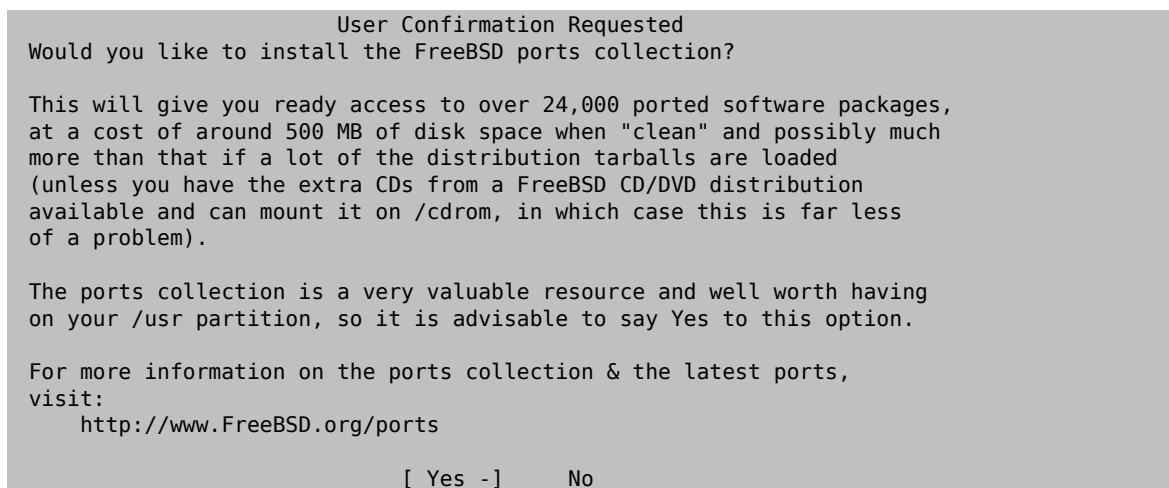 User Confirmation Requested
Would you like to install the FreeBSD ports collection?
This will give you ready access to over 24,000 ported software packages,
at a cost of around 500 MB of disk space when "clean" and possibly much
more than that if a lot of the distribution tarballs are loaded
(unless you have the extra CDs from a FreeBSD CD/DVD distribution
available and can mount it on /cdrom, in which case this is far less
of a problem).
The ports collection is a very valuable resource and well worth having
on your /usr partition, so it is advisable to say Yes to this option.
For more information on the ports collection & the latest ports,
visit:
http://www.FreeBSD.org/ports
[ Yes -] No